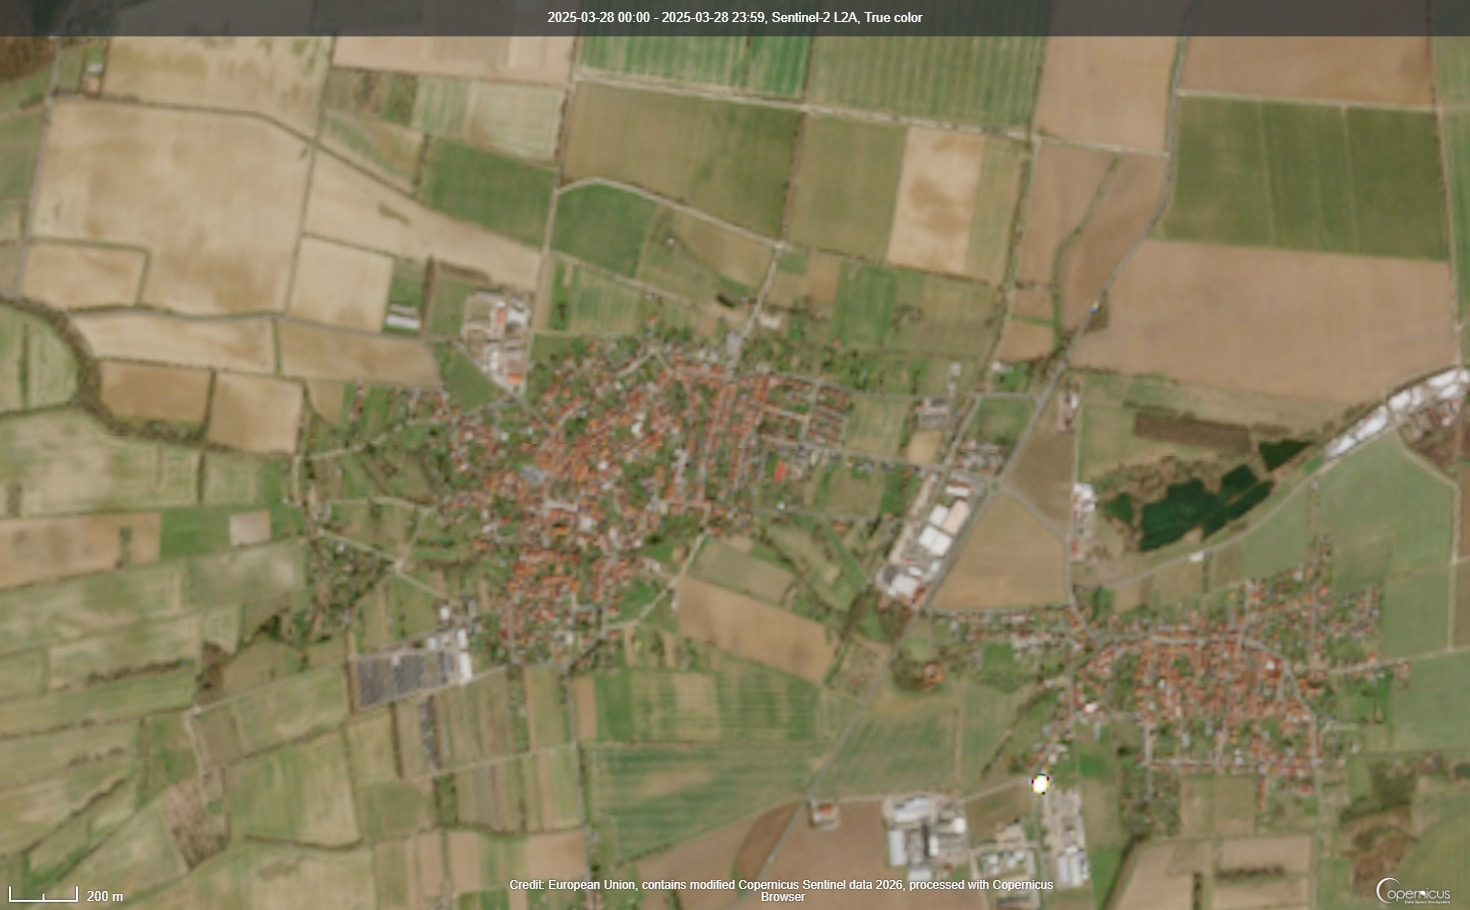 2025-03-28 00:00 - 2025-03-28 23:59, Sentinel-2 L2A, True color
200 m
Credit: European Union, contains modified Copernicus Sentinel data 2026, processed with Copernicus
Browser
opernicus